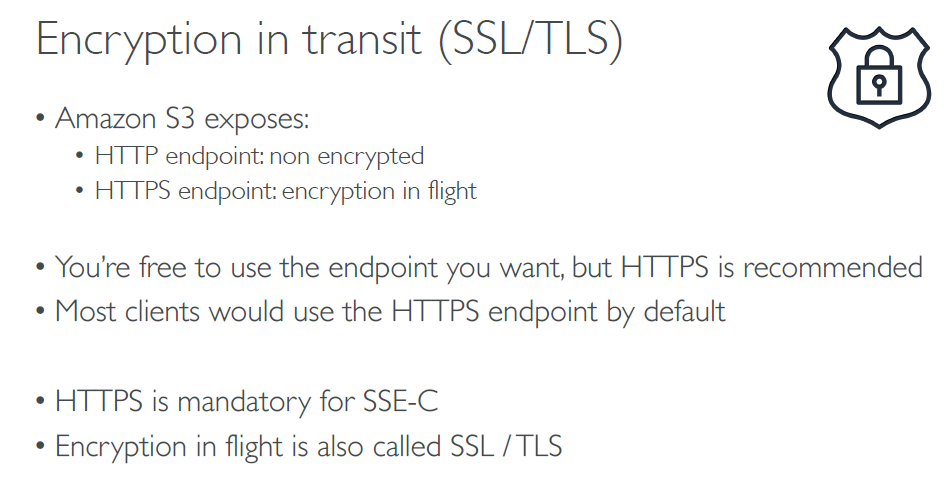 Encryption in transit (SSL/TLS)
• Amazon S3 exposes:
• HTTP endpoint: non encrypted
• HTTPS endpoint: encryption in flight
• You’re free to use the endpoint you want, but HTTPS is recommended
• Most clients would use the HTTPS endpoint by default
• HTTPS is mandatory for SSE-C
• Encryption in flight is also called SSL / TLS